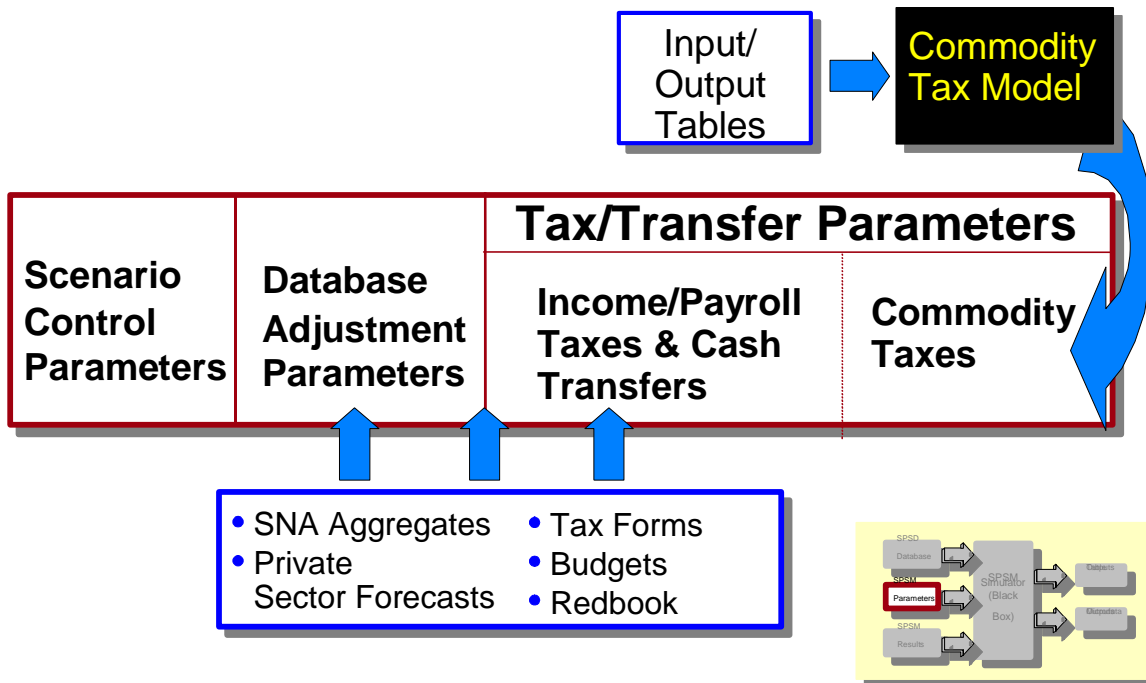 Input/
Output
Tables
Commodity
Tax Model
Tax/Transfer Parameters
Scenario
Control
Parameters
Database
Adjustment
Parameters
Income/Payroll
Taxes & Cash
Transfers
Commodity
Taxes
• SNA Aggregates
• Private
Sector Forecasts
• Tax Forms
• Budgets
• Redbook
SPSD
Database
SPSM
Parameters
SPSM
Results
SPSM
Simulator
(Black
Box)